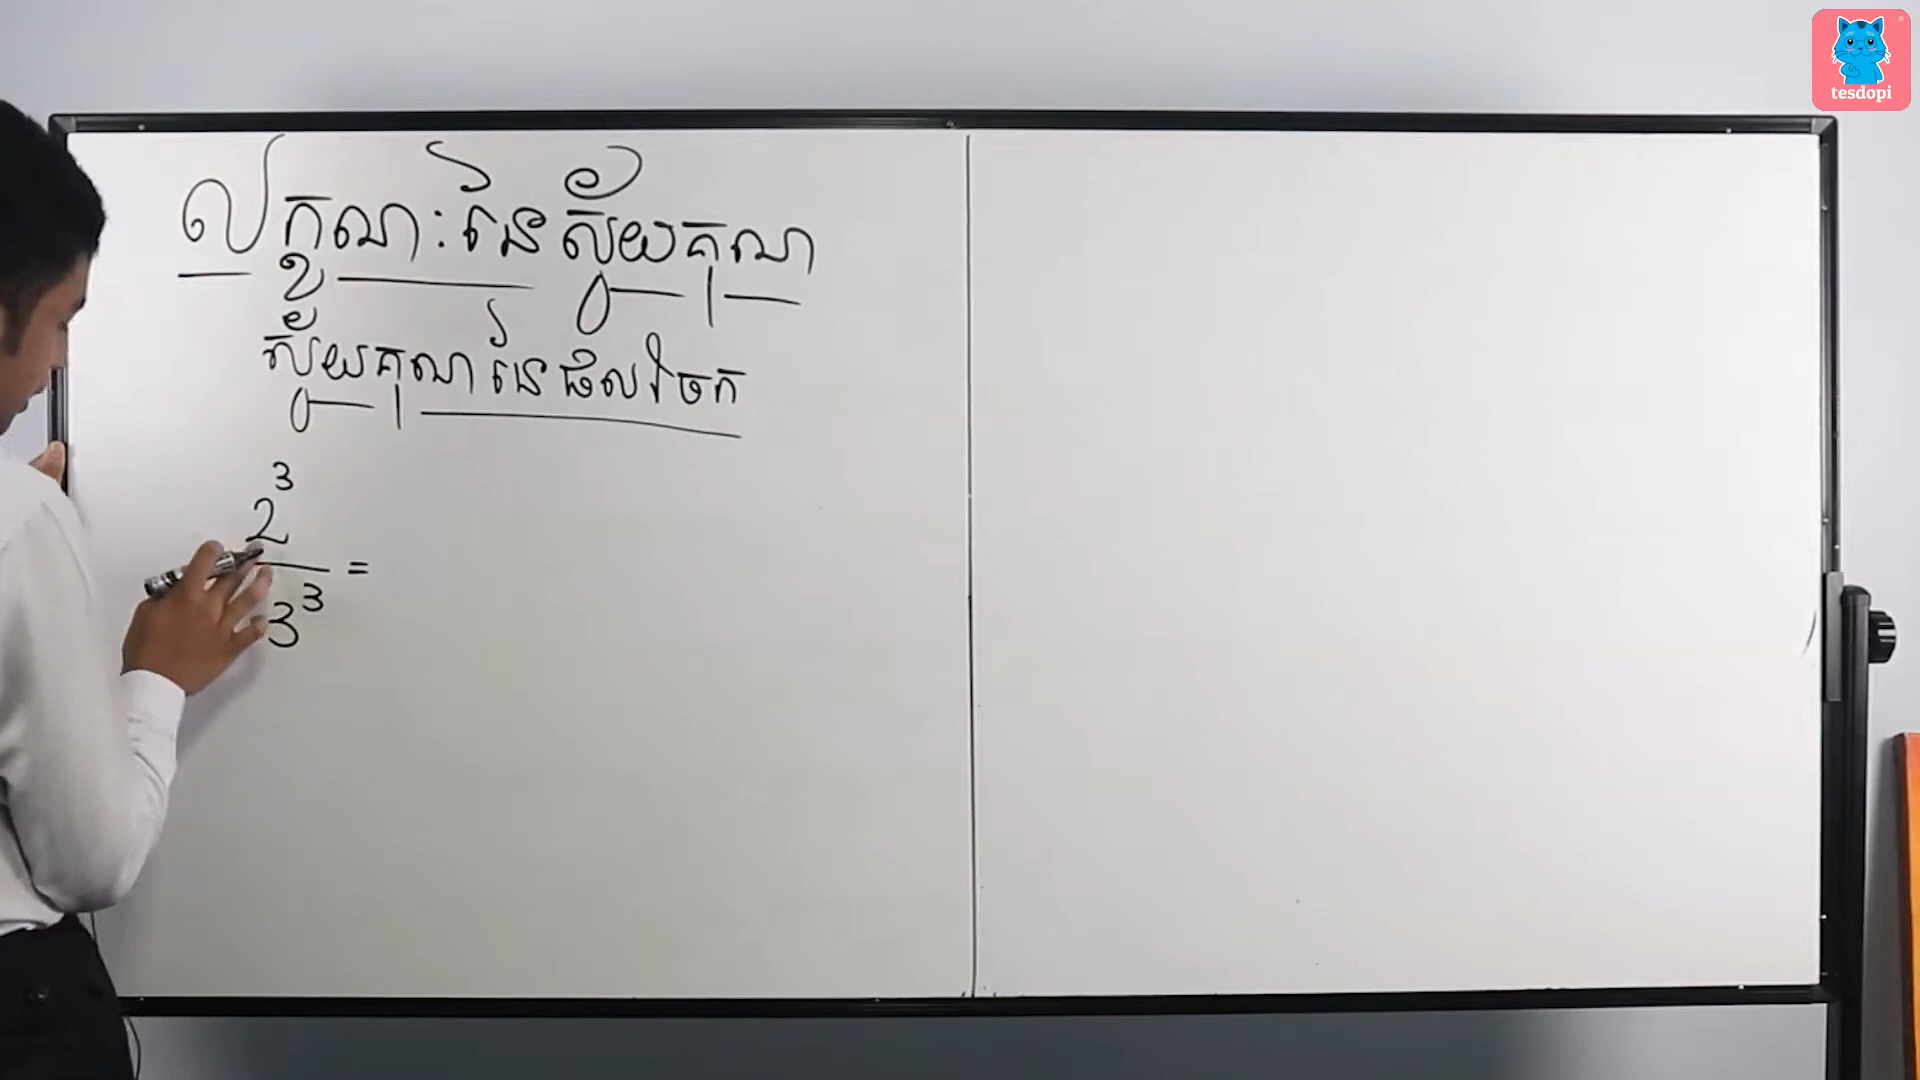 tesdopi
លក្ខណៈនៃស្វ័យគុណ
ស្វ័យគុណនៃផលចែក
2³
/ 3³ =